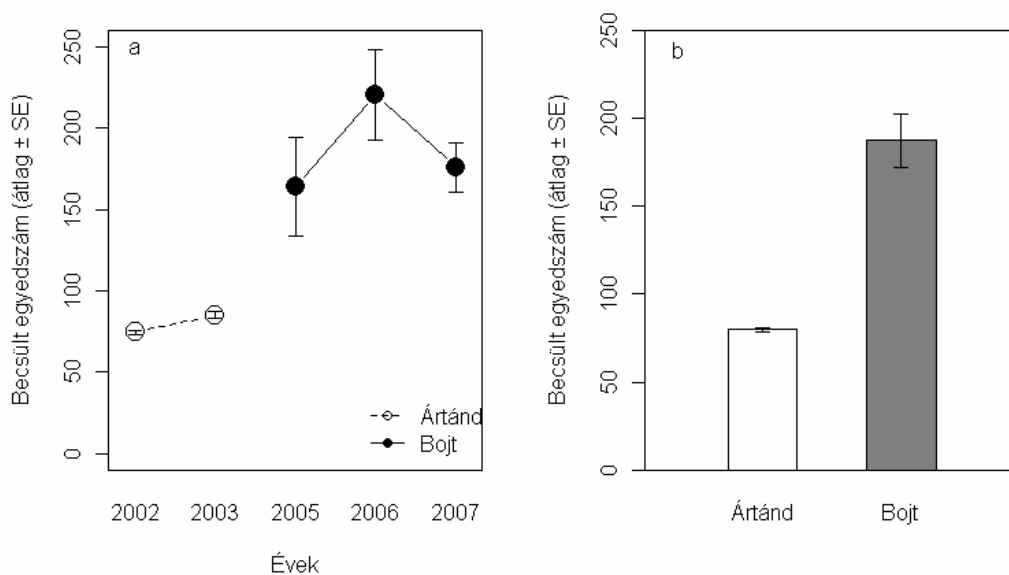 a
Becsült egyedszám (átlag ± SE)
250
200
150
100
50
0
Ártánd
Bojt
2002 2003 2005 2006 2007
Évek
b
Becsült egyedszám (átlag ± SE)
250
200
150
100
50
0
Ártánd Bojt